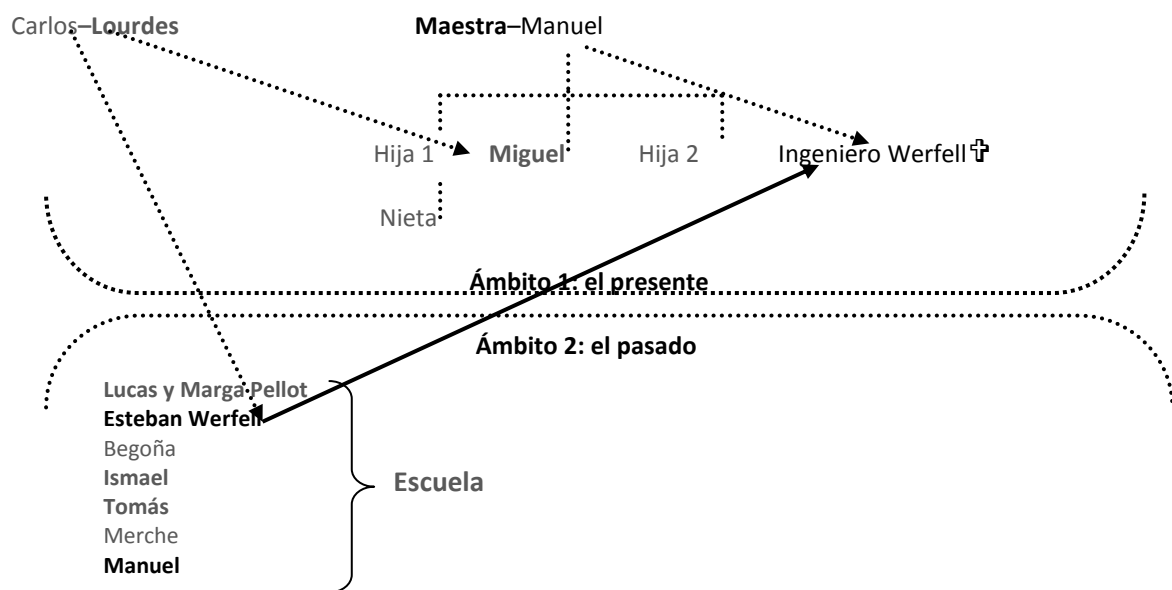 Carlos–Lourdes Maestra–Manuel
Hija 1 Miguel Hija 2 Ingeniero Werfell✞
Nieta
Ámbito 1: el presente
Ámbito 2: el pasado
Lucas y Marga Pellot
Esteban Werfell
Begoña
Ismael
Escuela
Tomás
Merche
Manuel